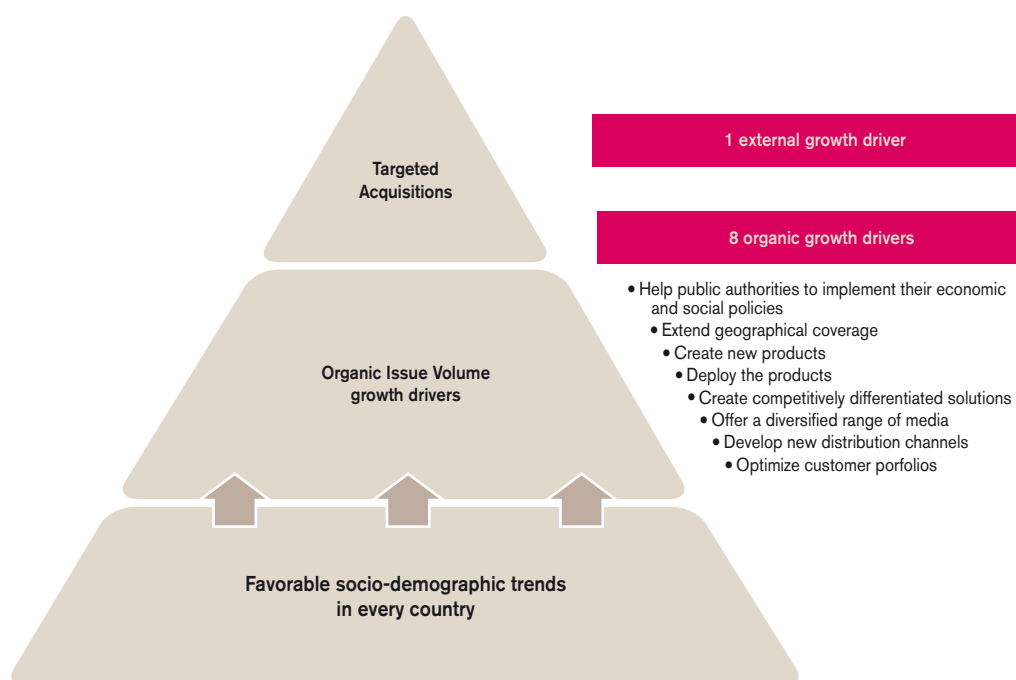 Targeted
Acquisitions
1 external growth driver
8 organic growth drivers
• Help public authorities to implement their economic
and social policies
• Extend geographical coverage
• Create new products
• Deploy the products
• Create competitively differentiated solutions
• Offer a diversified range of media
• Develop new distribution channels
• Optimize customer porfolios
Organic Issue Volume
growth drivers
Favorable socio-demographic trends
in every country